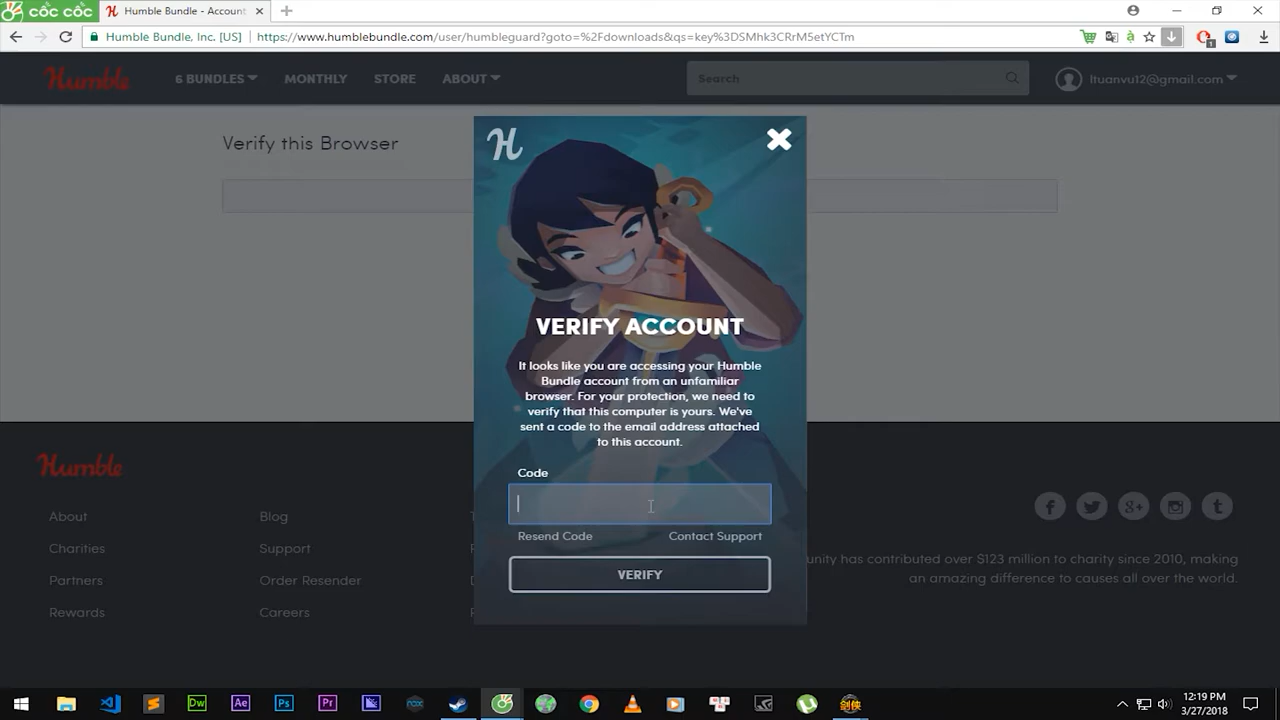 cốc cốc
Humble Bundle - Account
Humble Bundle, Inc. [US]
https://www.humblebundle.com/user/humbleguard?goto=%2Fdownloads&qs=key%3DSMhk3CRrM5etYCTm
1
Humble
6 BUNDLES
MONTHLY
STORE
ABOUT
Search
ltuanvu12@gmail.com
Verify this Browser
H
VERIFY ACCOUNT
It looks like you are accessing your Humble
Bundle account from an unfamiliar
browser. For your protection, we need to
verify that this computer is yours. We've
sent a code to the email address attached
to this account.
Code
Resend Code
Contact Support
VERIFY
Humble
About
Blog
Charities
Support
Partners
Order Resender
Rewards
Careers
unity has contributed over $123 million to charity since 2010, making
an amazing difference to causes all over the world.
Dw
Ae
Ps
Pr
12:19 PM
3/27/2018